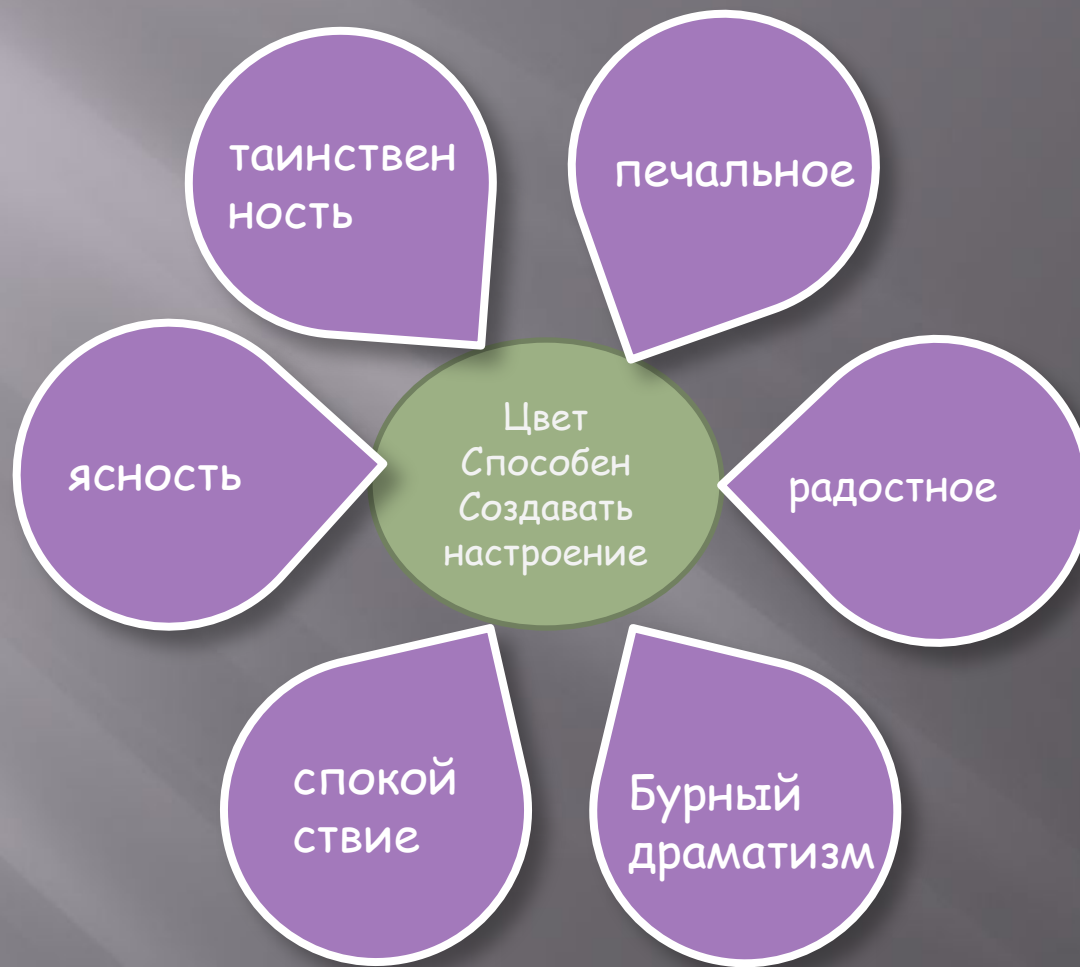 таинствен
ность
печальное
ясность
Цвет
Способен
Создавать
настроение
радостное
спокой
ствие
Бурный
драматизм